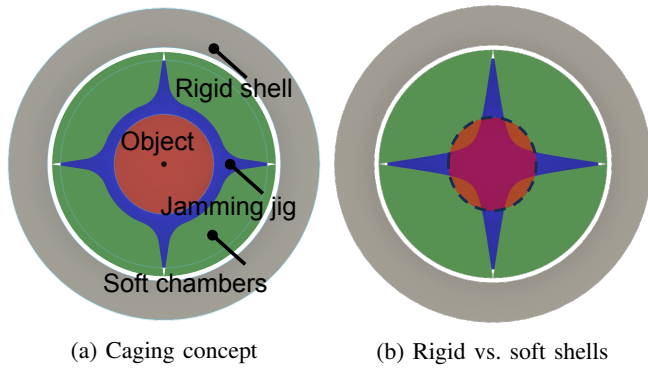 Rigid shell
Object
Jamming jig
Soft chambers
(a) Caging concept
(b) Rigid vs. soft shells